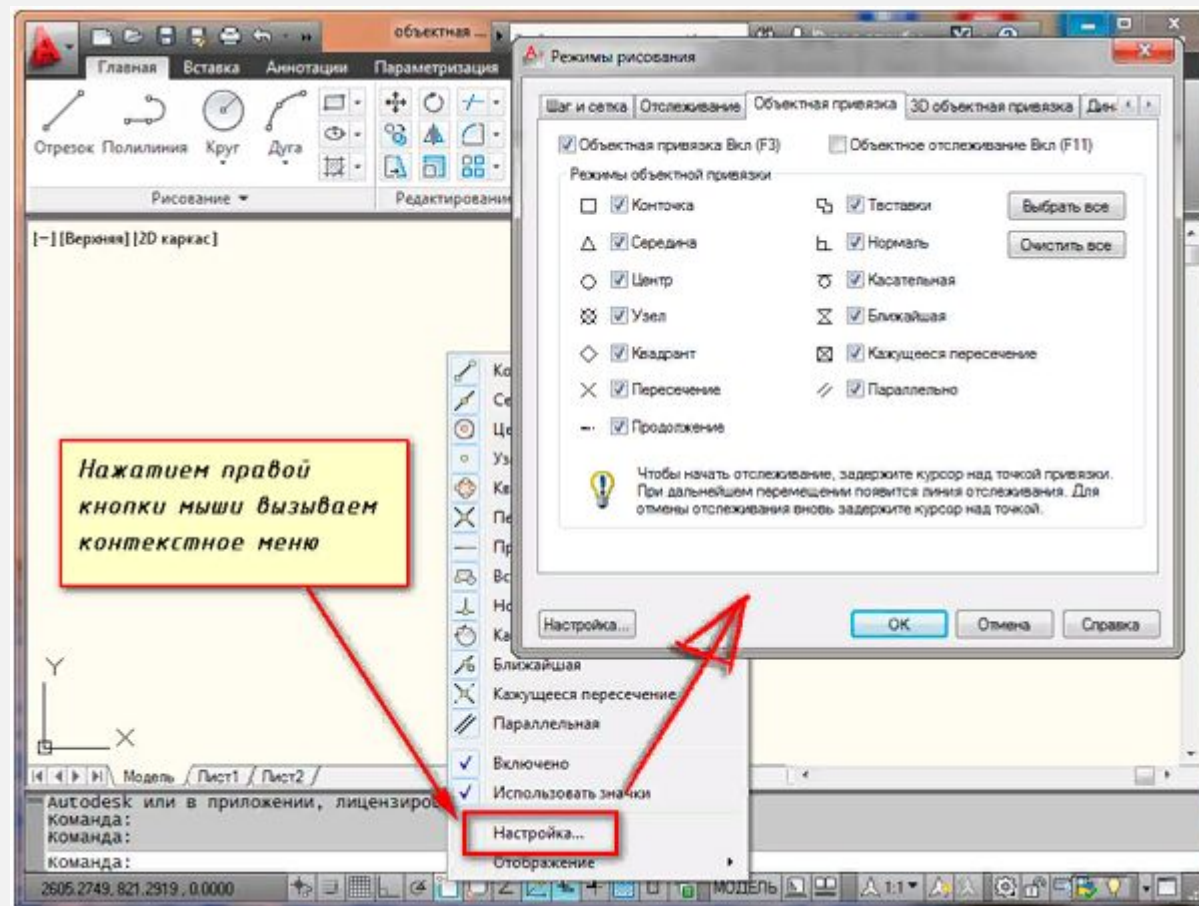 объектная ...
Режимы рисования
Главная Вставка Аннотации Параметризация
Шаг и сетка Отслеживание Объектная привязка 3D объектная привязка
Объектная привязка Вкл (F3) Объектное отслеживание Вкл (F11)
Отрезок Полилиния Круг Дуга
Рисование
Режимы объектной привязки
Конточка Твставки Выбрать все
Середина Нормаль Очистить все
Центр Касательная
Узел Ближайшая
Квадрант Кажущееся пересечение
Пересечение Параллельно
Продолжение
Чтобы начать отслеживание, задержите курсор над точкой привязки.
При дальнейшем перемещении появится линия отслеживания. Для
отмены отслеживания вновь задержите курсор над точкой.
Настройка... ОК Отмена Справка
[−][Верхняя][2D каркас]
Нажатием правой
кнопки мыши вызываем
контекстное меню
Ближайшая
Кажущееся пересечение
Параллельная
Включено
Использовать значки
Настройка...
Отображение
Y
X
Модель Лист1 Лист2
Autodesk или в приложении,
Команда:
Команда:
Команда:
2605.2749, 821.2919 , 0.0000 МОДЕЛЬ 1:1